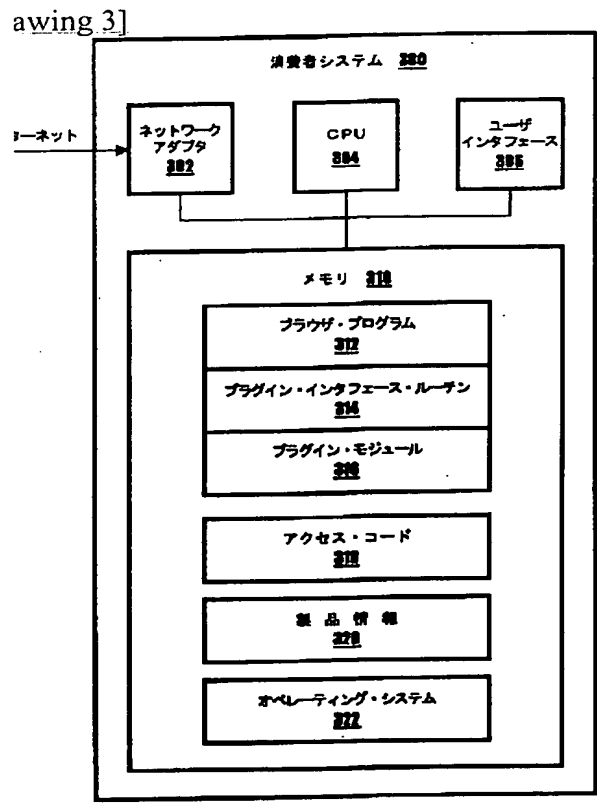 awing 3]
消費者システム 300
ーネット
ネットワーク
アダプタ
302
CPU
304
ユーザ
インタフェース
306
メモリ 310
ブラウザ・プログラム
312
プラグイン・インタフェース・ルーチン
314
プラグイン・モジュール
316
アクセス・コード
318
製品情報
320
オペレーティング・システム
322